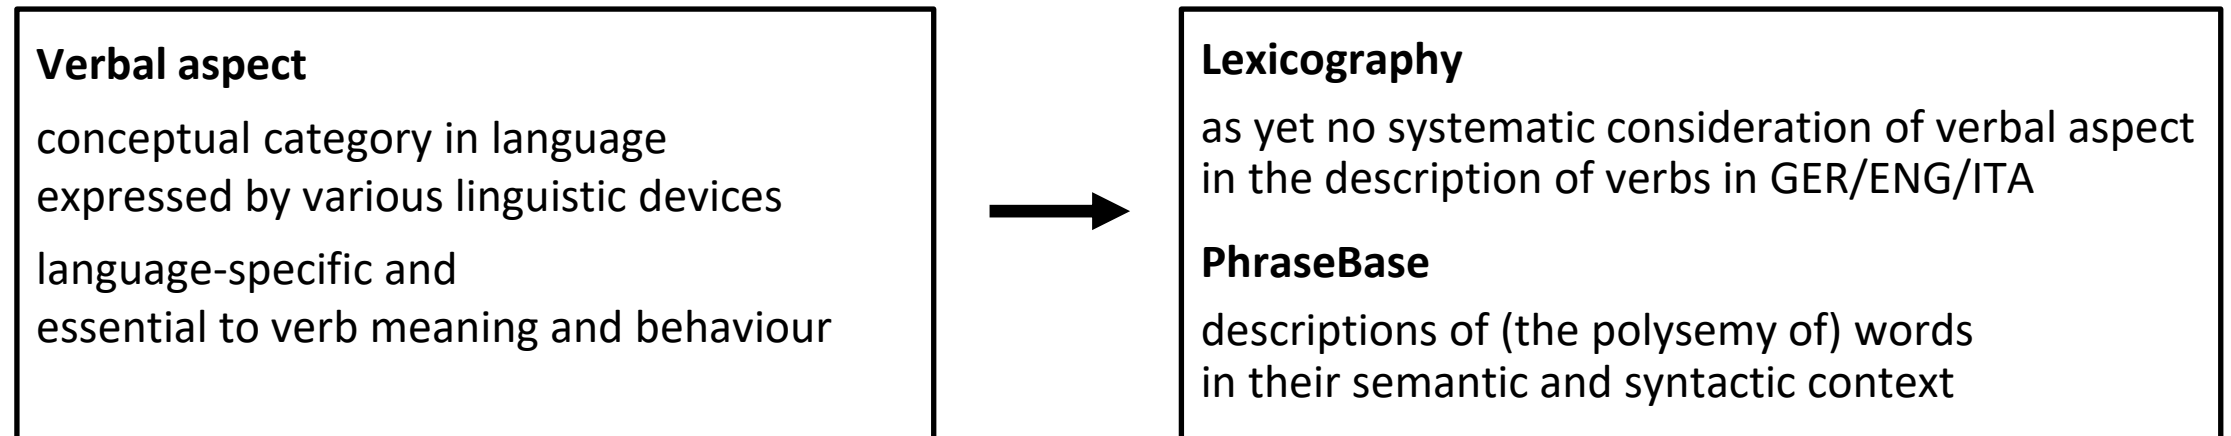 Verbal aspect
conceptual category in language
expressed by various linguistic devices
language-specific and
essential to verb meaning and behaviour
Lexicography
as yet no systematic consideration of verbal aspect
in the description of verbs in GER/ENG/ITA
PhraseBase
descriptions of (the polysemy of) words
in their semantic and syntactic context